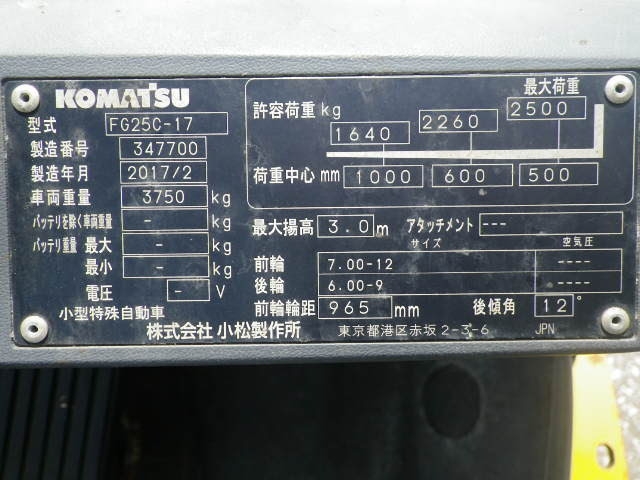 KOMATSU
型式 FG25C-17
製造番号 347700
製造年月 2017/2
車両重量 3750 kg
バッテリを除く車両重量 - kg
バッテリ重量 最大 - kg
最小 - kg
電圧 - V
小型特殊自動車
最大荷重
許容荷重 kg 1640 2260 2500
荷重中心 mm 1000 600 500
最大揚高 3.0 m アタッチメント ---
サイズ 空気圧
前輪 7.00-12 ----
後輪 6.00-9 ----
前輪輪距 965 mm 後傾角 12°
株式会社 小松製作所 東京都港区赤坂 2-3-6 JPN